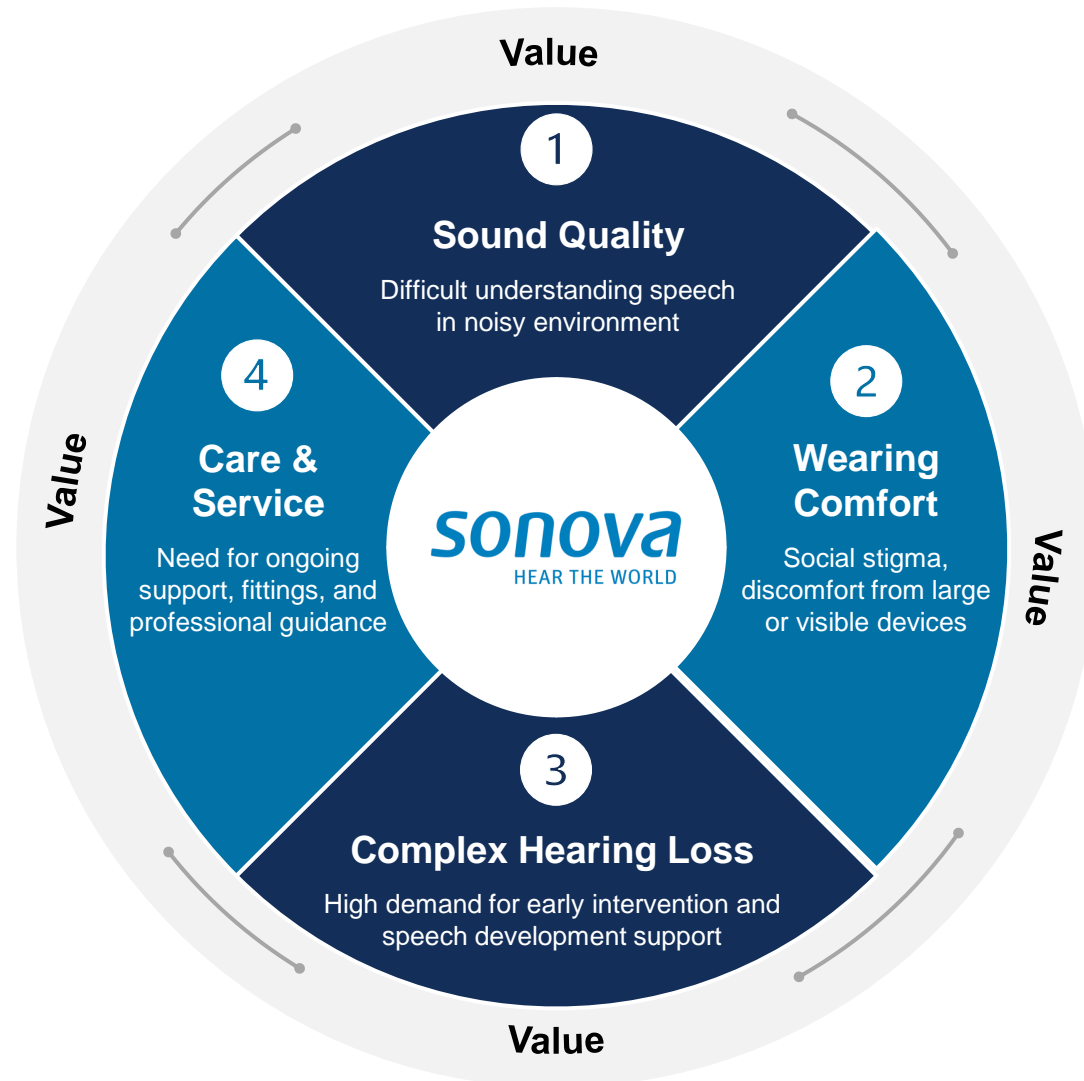 Value
1
Sound Quality
Difficult understanding speech
in noisy environment
2
Wearing
Comfort
Social stigma,
discomfort from large
or visible devices
Value
3
Complex Hearing Loss
High demand for early intervention and
speech development support
Value
4
Care &
Service
Need for ongoing
support, fittings, and
professional guidance
Value
sonova
HEAR THE WORLD